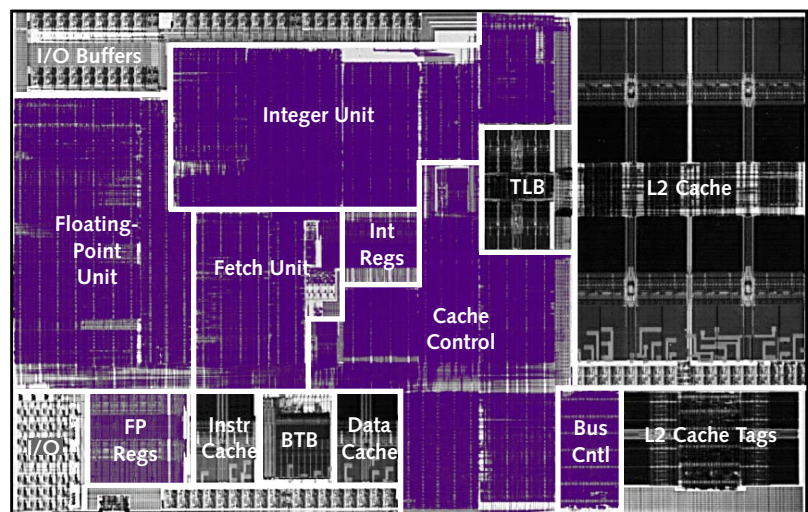 I/O Buffers
Integer Unit
TLB
L2 Cache
Floating-
Point
Unit
Fetch Unit
Int
Regs
Cache
Control
I/O
FP
Regs
Instr
Cache
BTB
Data
Cache
Bus
Cntl
L2 Cache Tags